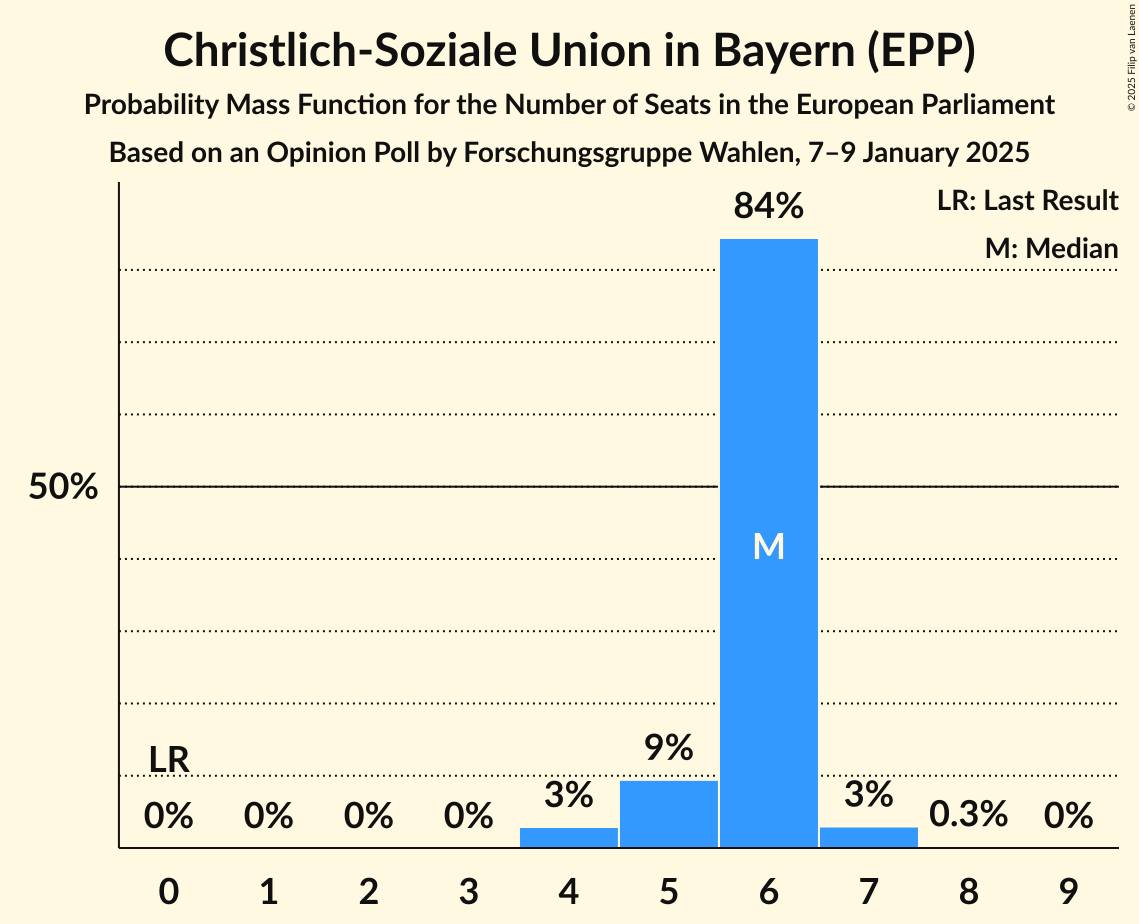 Christlich-Soziale Union in Bayern (EPP)
Probability Mass Function for the Number of Seats in the European Parliament
Based on an Opinion Poll by Forschungsgruppe Wahlen, 7–9 January 2025
© 2025 Filip van Laenen
LR: Last Result
M: Median
84%
50%
M
LR
9%
3%
3%
0%
0%
0%
0%
0.3%
0%
0 1 2 3 4 5 6 7 8 9